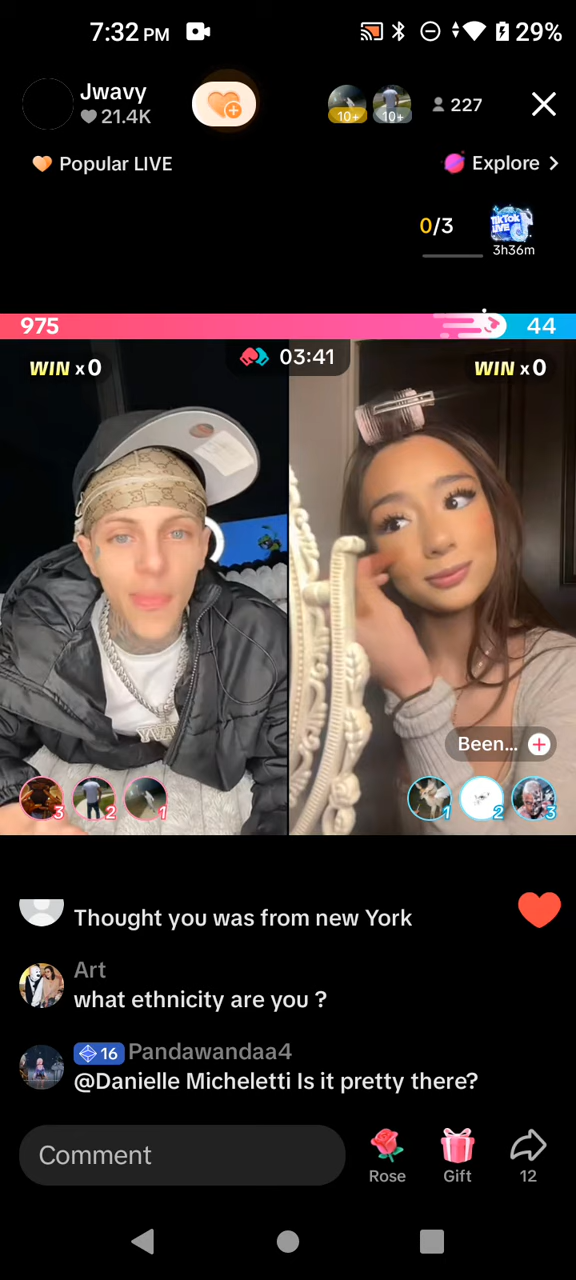 7:32 PM
29%
Jwavy
21.4K
10+
10+
227
Popular LIVE
Explore >
0/3
TikTok LIVE
3h36m
975
44
WIN x0
03:41
WIN x0
Been... +
3
2
1
1
2
3
Thought you was from new York
Art
what ethnicity are you ?
16 Pandawandaa4
@Danielle Micheletti Is it pretty there?
Comment
Rose
Gift
12